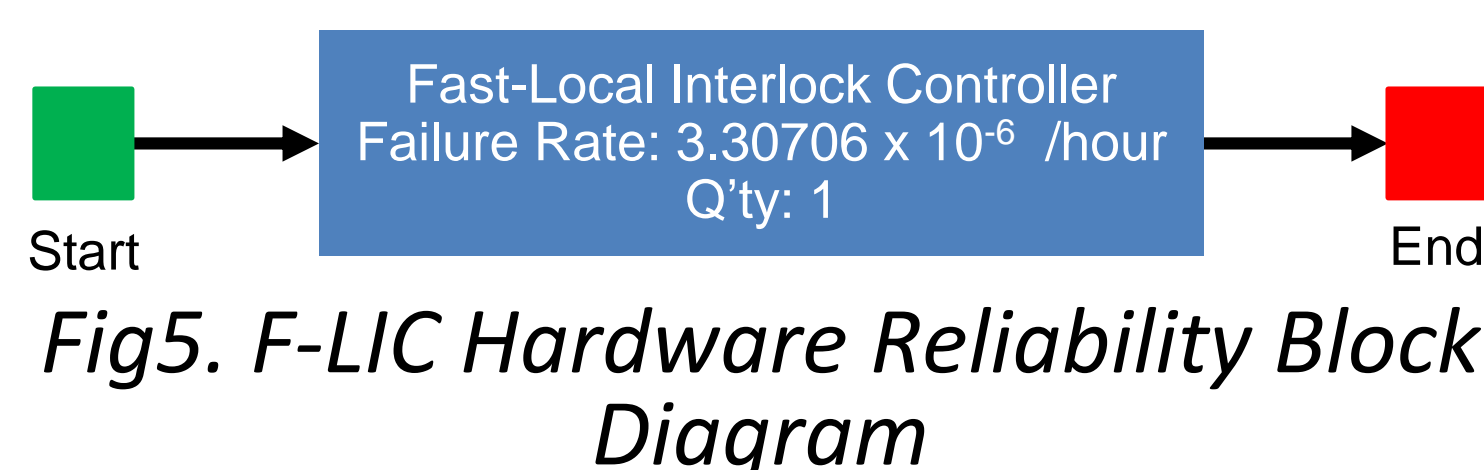 Fast-Local Interlock Controller
Failure Rate: 3.30706 x 10⁻⁶ /hour
Q’ty: 1
Start
End
Fig5. F-LIC Hardware Reliability Block
Diagram